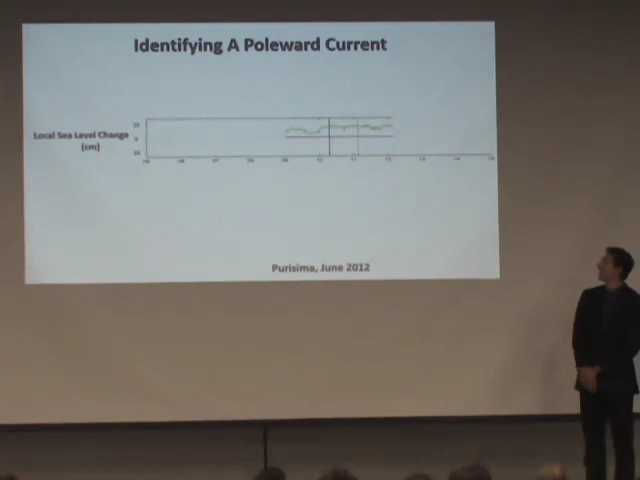 Identifying A Poleward Current
Local Sea Level Change
(cm)
Purisima, June 2012